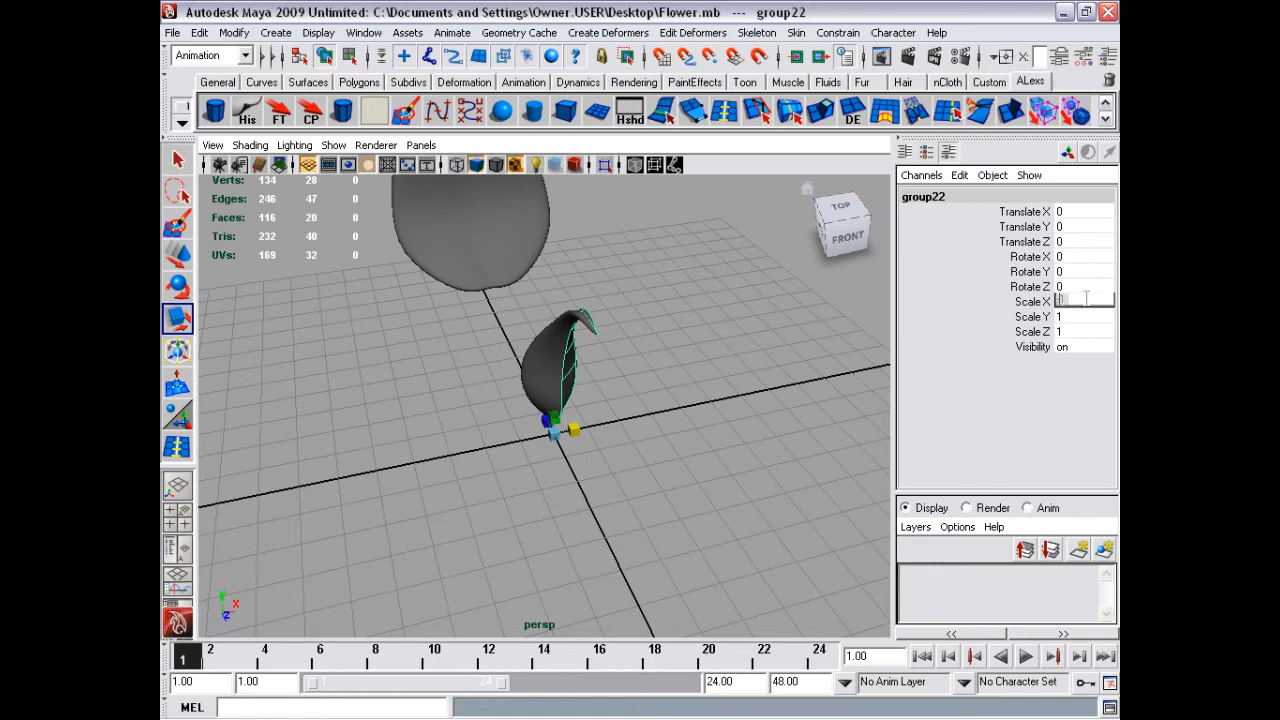 Autodesk Maya 2009 Unlimited: C:\Documents and Settings\Owner.USER\Desktop\Flower.mb --- group22
File Edit Modify Create Display Window Assets Animate Geometry Cache Create Deformers Edit Deformers Skeleton Skin Constrain Character Help
Animation
General Curves Surfaces Polygons Subdivs Deformation Animation Dynamics Rendering PaintEffects Toon Muscle Fluids Fur Hair nCloth Custom ALexs
His FT CP Hshd DE
View Shading Lighting Show Renderer Panels
Verts: 134 28 0
Edges: 246 47 0
Faces: 116 20 0
Tris: 232 40 0
UVs: 169 32 0
TOP
FRONT
persp
Channels Edit Object Show
group22
Translate X 0
Translate Y 0
Translate Z 0
Rotate X 0
Rotate Y 0
Rotate Z 0
Scale X
Scale Y 1
Scale Z 1
Visibility on
Display Render Anim
Layers Options Help
<< >>
1 2 4 6 8 10 12 14 16 18 20 22 24 1.00
1.00 1.00 1 24 24.00 48.00 No Anim Layer No Character Set
MEL